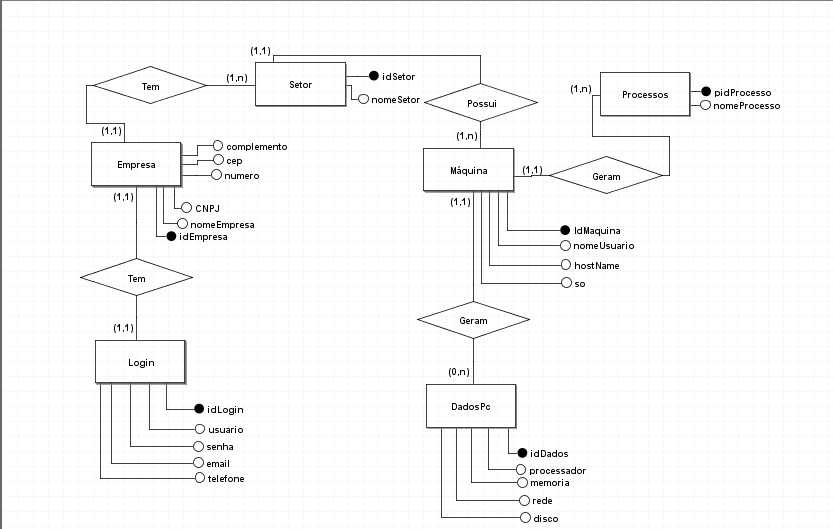 (1,1)
Tem
(1,n)
Setor
idSetor
nomeSetor
Possui
(1,n)
Processos
pidProcesso
nomeProcesso
(1,1)
(1,n)
Empresa
complemento
cep
numero
Máquina
(1,1)
Geram
(1,1)
CNPJ
nomeEmpresa
idEmpresa
(1,1)
IdMaquina
nomeUsuario
hostName
so
Tem
Geram
(1,1)
Login
(0,n)
DadosPc
idLogin
usuario
senha
email
telefone
idDados
processador
memoria
rede
disco